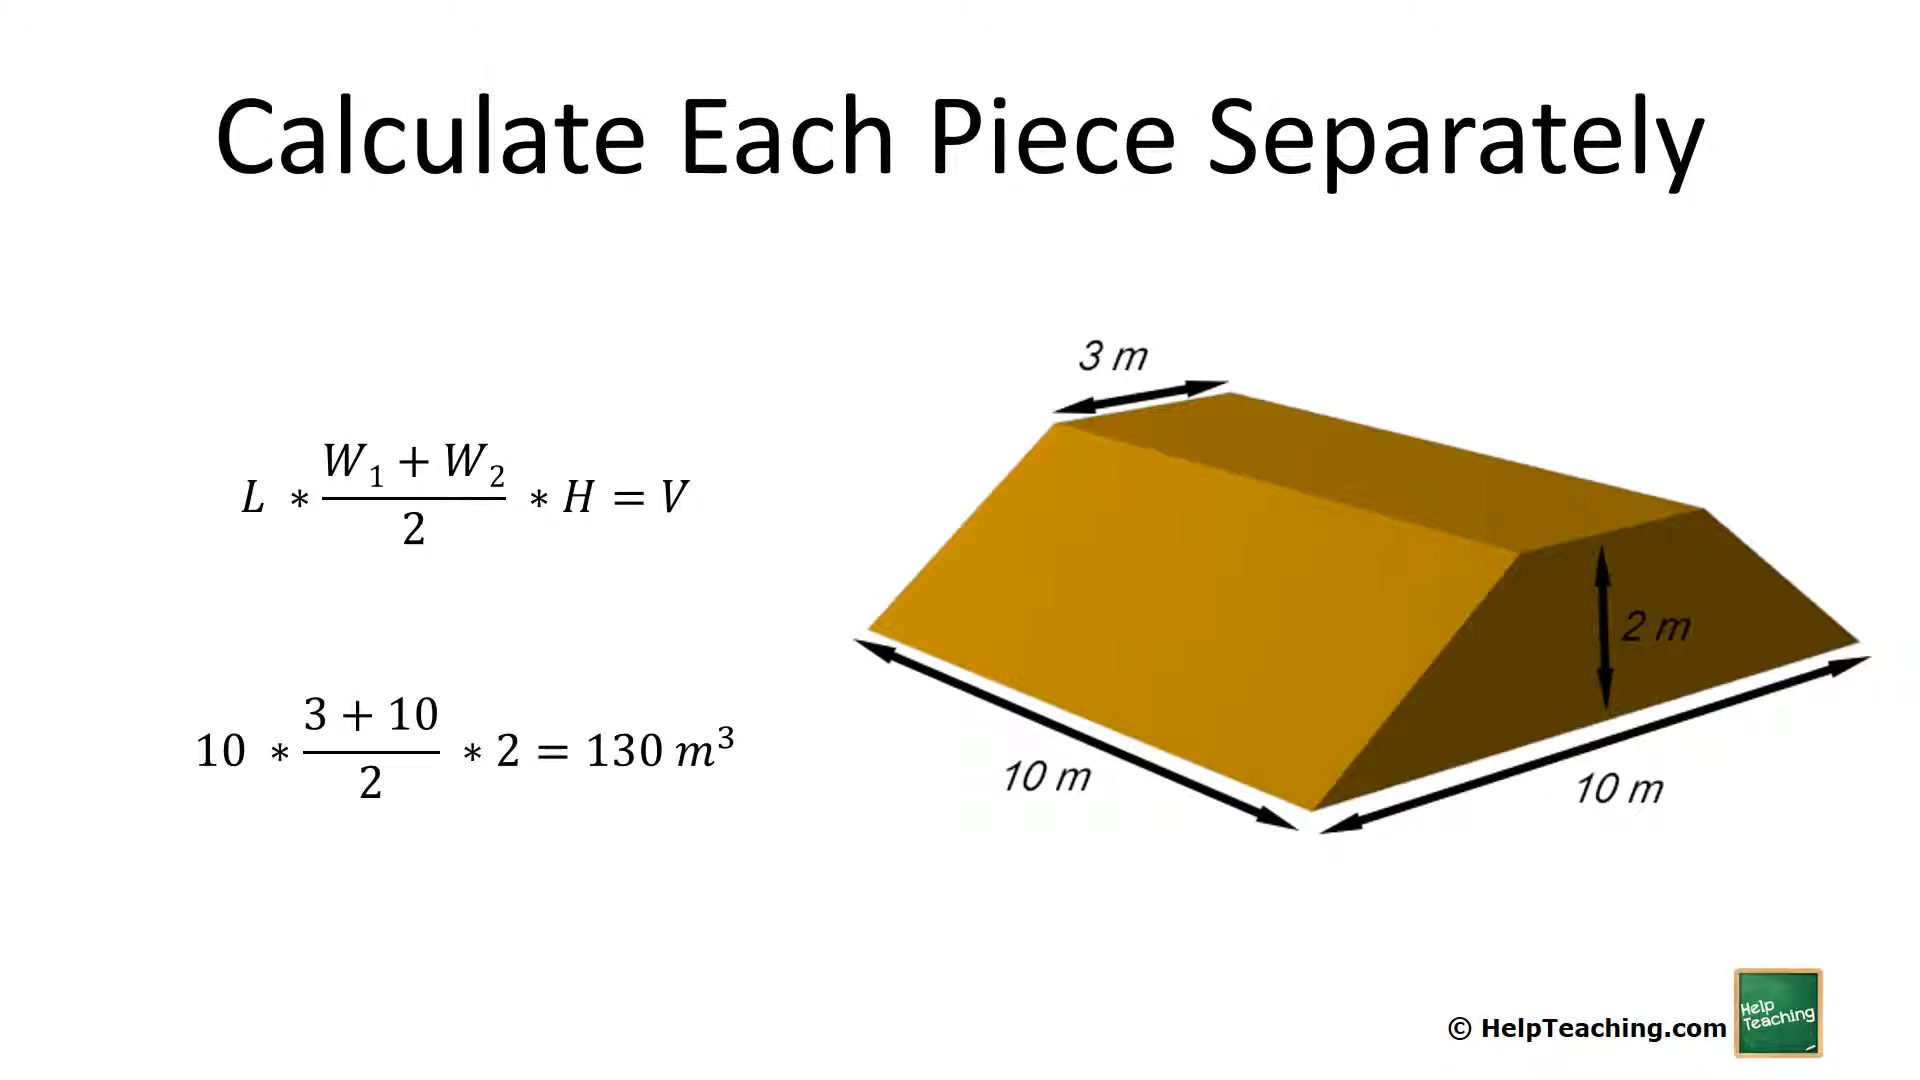 Calculate Each Piece Separately
3 m
L * (W₁ + W₂)/2 * H = V
2 m
10 * (3 + 10)/2 * 2 = 130 m³
10 m
10 m
© HelpTeaching.com
Help
Teaching